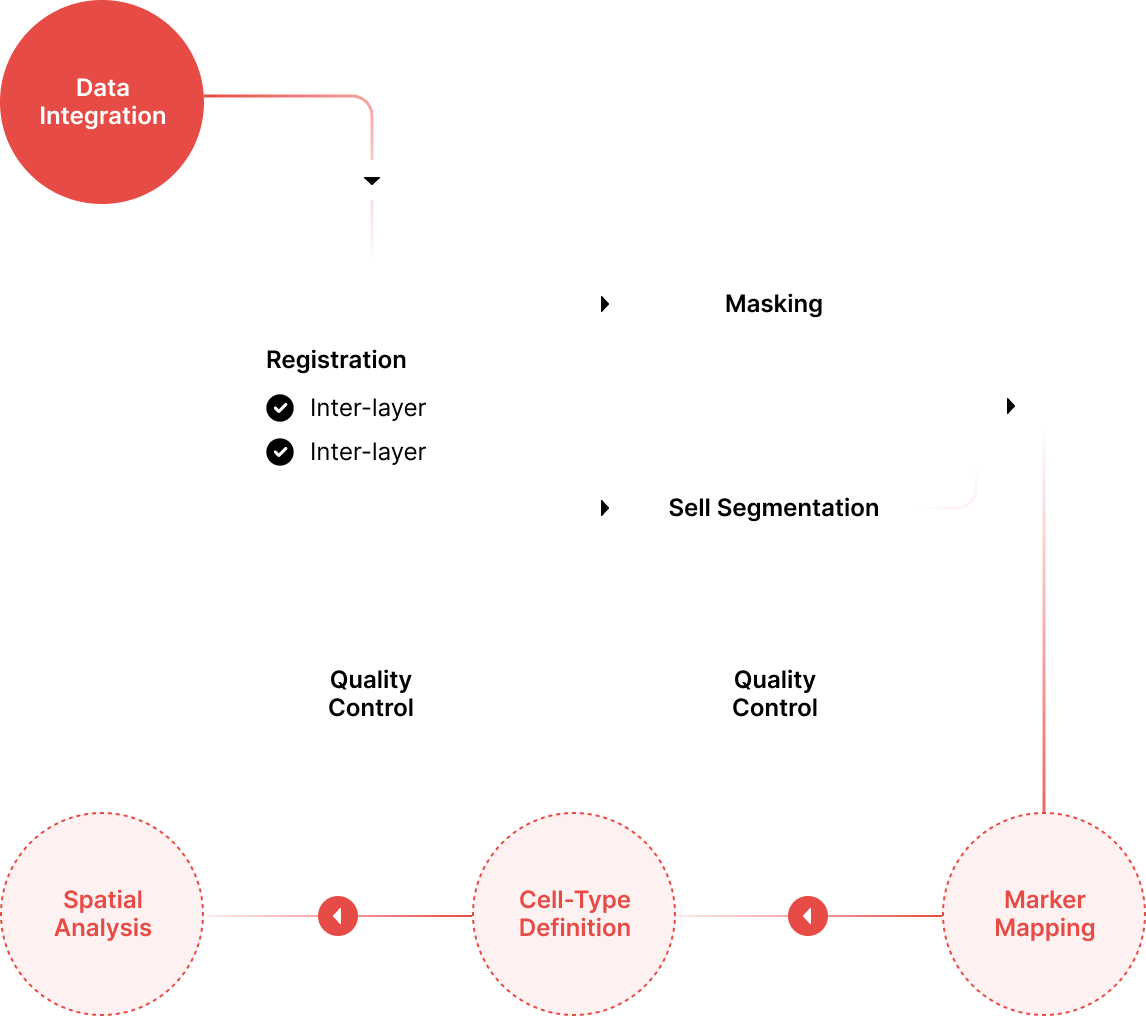 Data
Integration
Masking
Registration
Inter-layer
Inter-layer
Sell Segmentation
Quality
Control
Quality
Control
Spatial
Analysis
Cell-Type
Definition
Marker
Mapping